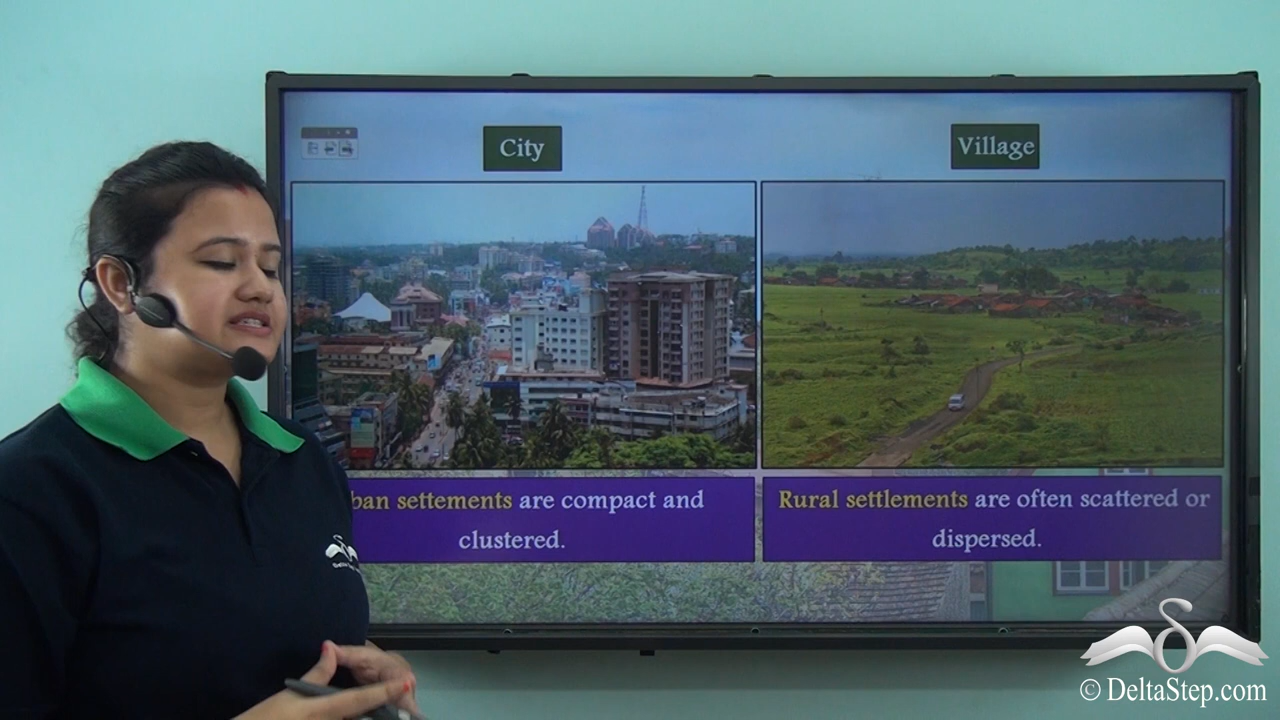 City
Village
ban settements are compact and
clustered.
Rural settlements are often scattered or
dispersed.
© DeltaStep.com